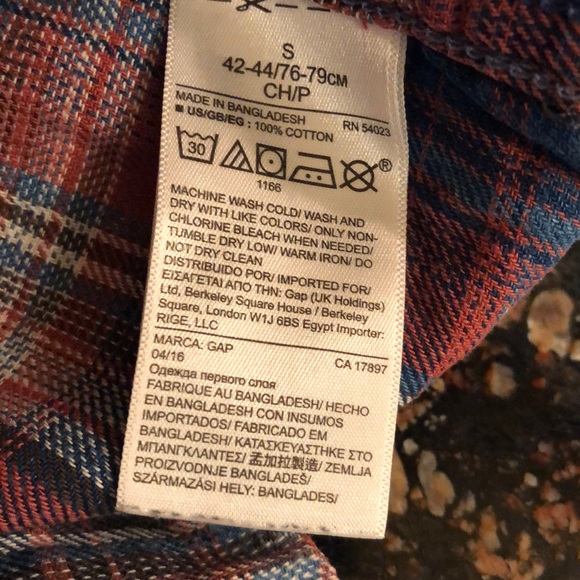 S
42-44/76-79CM
CH/P
MADE IN BANGLADESH RN 54023
■ US/GB/EG : 100% COTTON
30
®
1166
MACHINE WASH COLD/ WASH AND
DRY WITH LIKE COLORS/ ONLY NON-
CHLORINE BLEACH WHEN NEEDED/
TUMBLE DRY LOW/ WARM IRON/ DO
NOT DRY CLEAN
DISTRIBUIDO POR/ IMPORTED FOR/
ΕΙΣΑΓΕΤΑΙ ΑΠΟ ΤΗΝ: Gap (UK Holdings)
Ltd, Berkeley Square House / Berkeley
Square, London W1J 6BS Egypt Importer:
RIGE, LLC
MARCA: GAP CA 17897
04/16
Одежда первого слоя
FABRIQUE AU BANGLADESH/ HECHO
EN BANGLADESH CON INSUMOS
IMPORTADOS/ FABRICADO EM
BANGLADESH/ ΚΑΤΑΣΚΕΥΑΣΤΗΚΕ ΣΤΟ
ΜΠΑΝΓΚΛΑΝΤΕΣ/ 孟加拉製造/ ZEMLJA
PROIZVODNJE BANGLADEŠ/
SZÁRMAZÁSI HELY: BANGLADES/